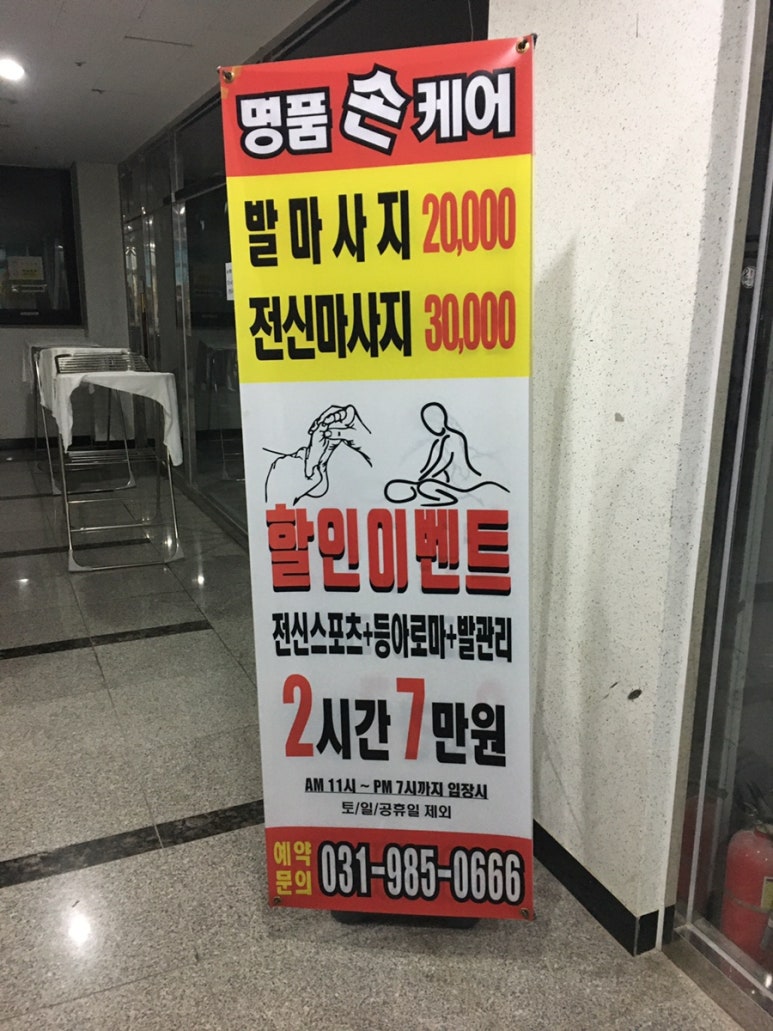 명품 손 케어
발마사지 20,000
전신마사지 30,000
할인이벤트
전신스포츠+등아로마+발관리
2시간 7만원
AM 11시 ~ PM 7시까지 입장시
토/일/공휴일 제외
예약문의 031-985-0666